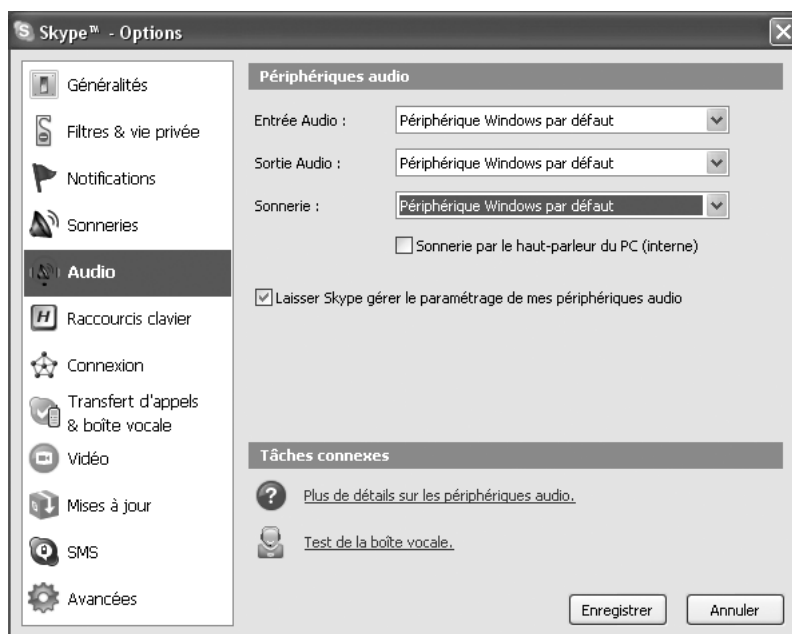 Skype™ - Options
Généralités
Filtres & vie privée
Notifications
Sonneries
Audio
Raccourcis clavier
Connexion
Transfert d'appels
& boîte vocale
Vidéo
Mises à jour
SMS
Avancées
Périphériques audio
Entrée Audio : Périphérique Windows par défaut
Sortie Audio : Périphérique Windows par défaut
Sonnerie : Périphérique Windows par défaut
Sonnerie par le haut-parleur du PC (interne)
Laisser Skype gérer le paramétrage de mes périphériques audio
Tâches connexes
Plus de détails sur les périphériques audio.
Test de la boîte vocale.
Enregistrer Annuler